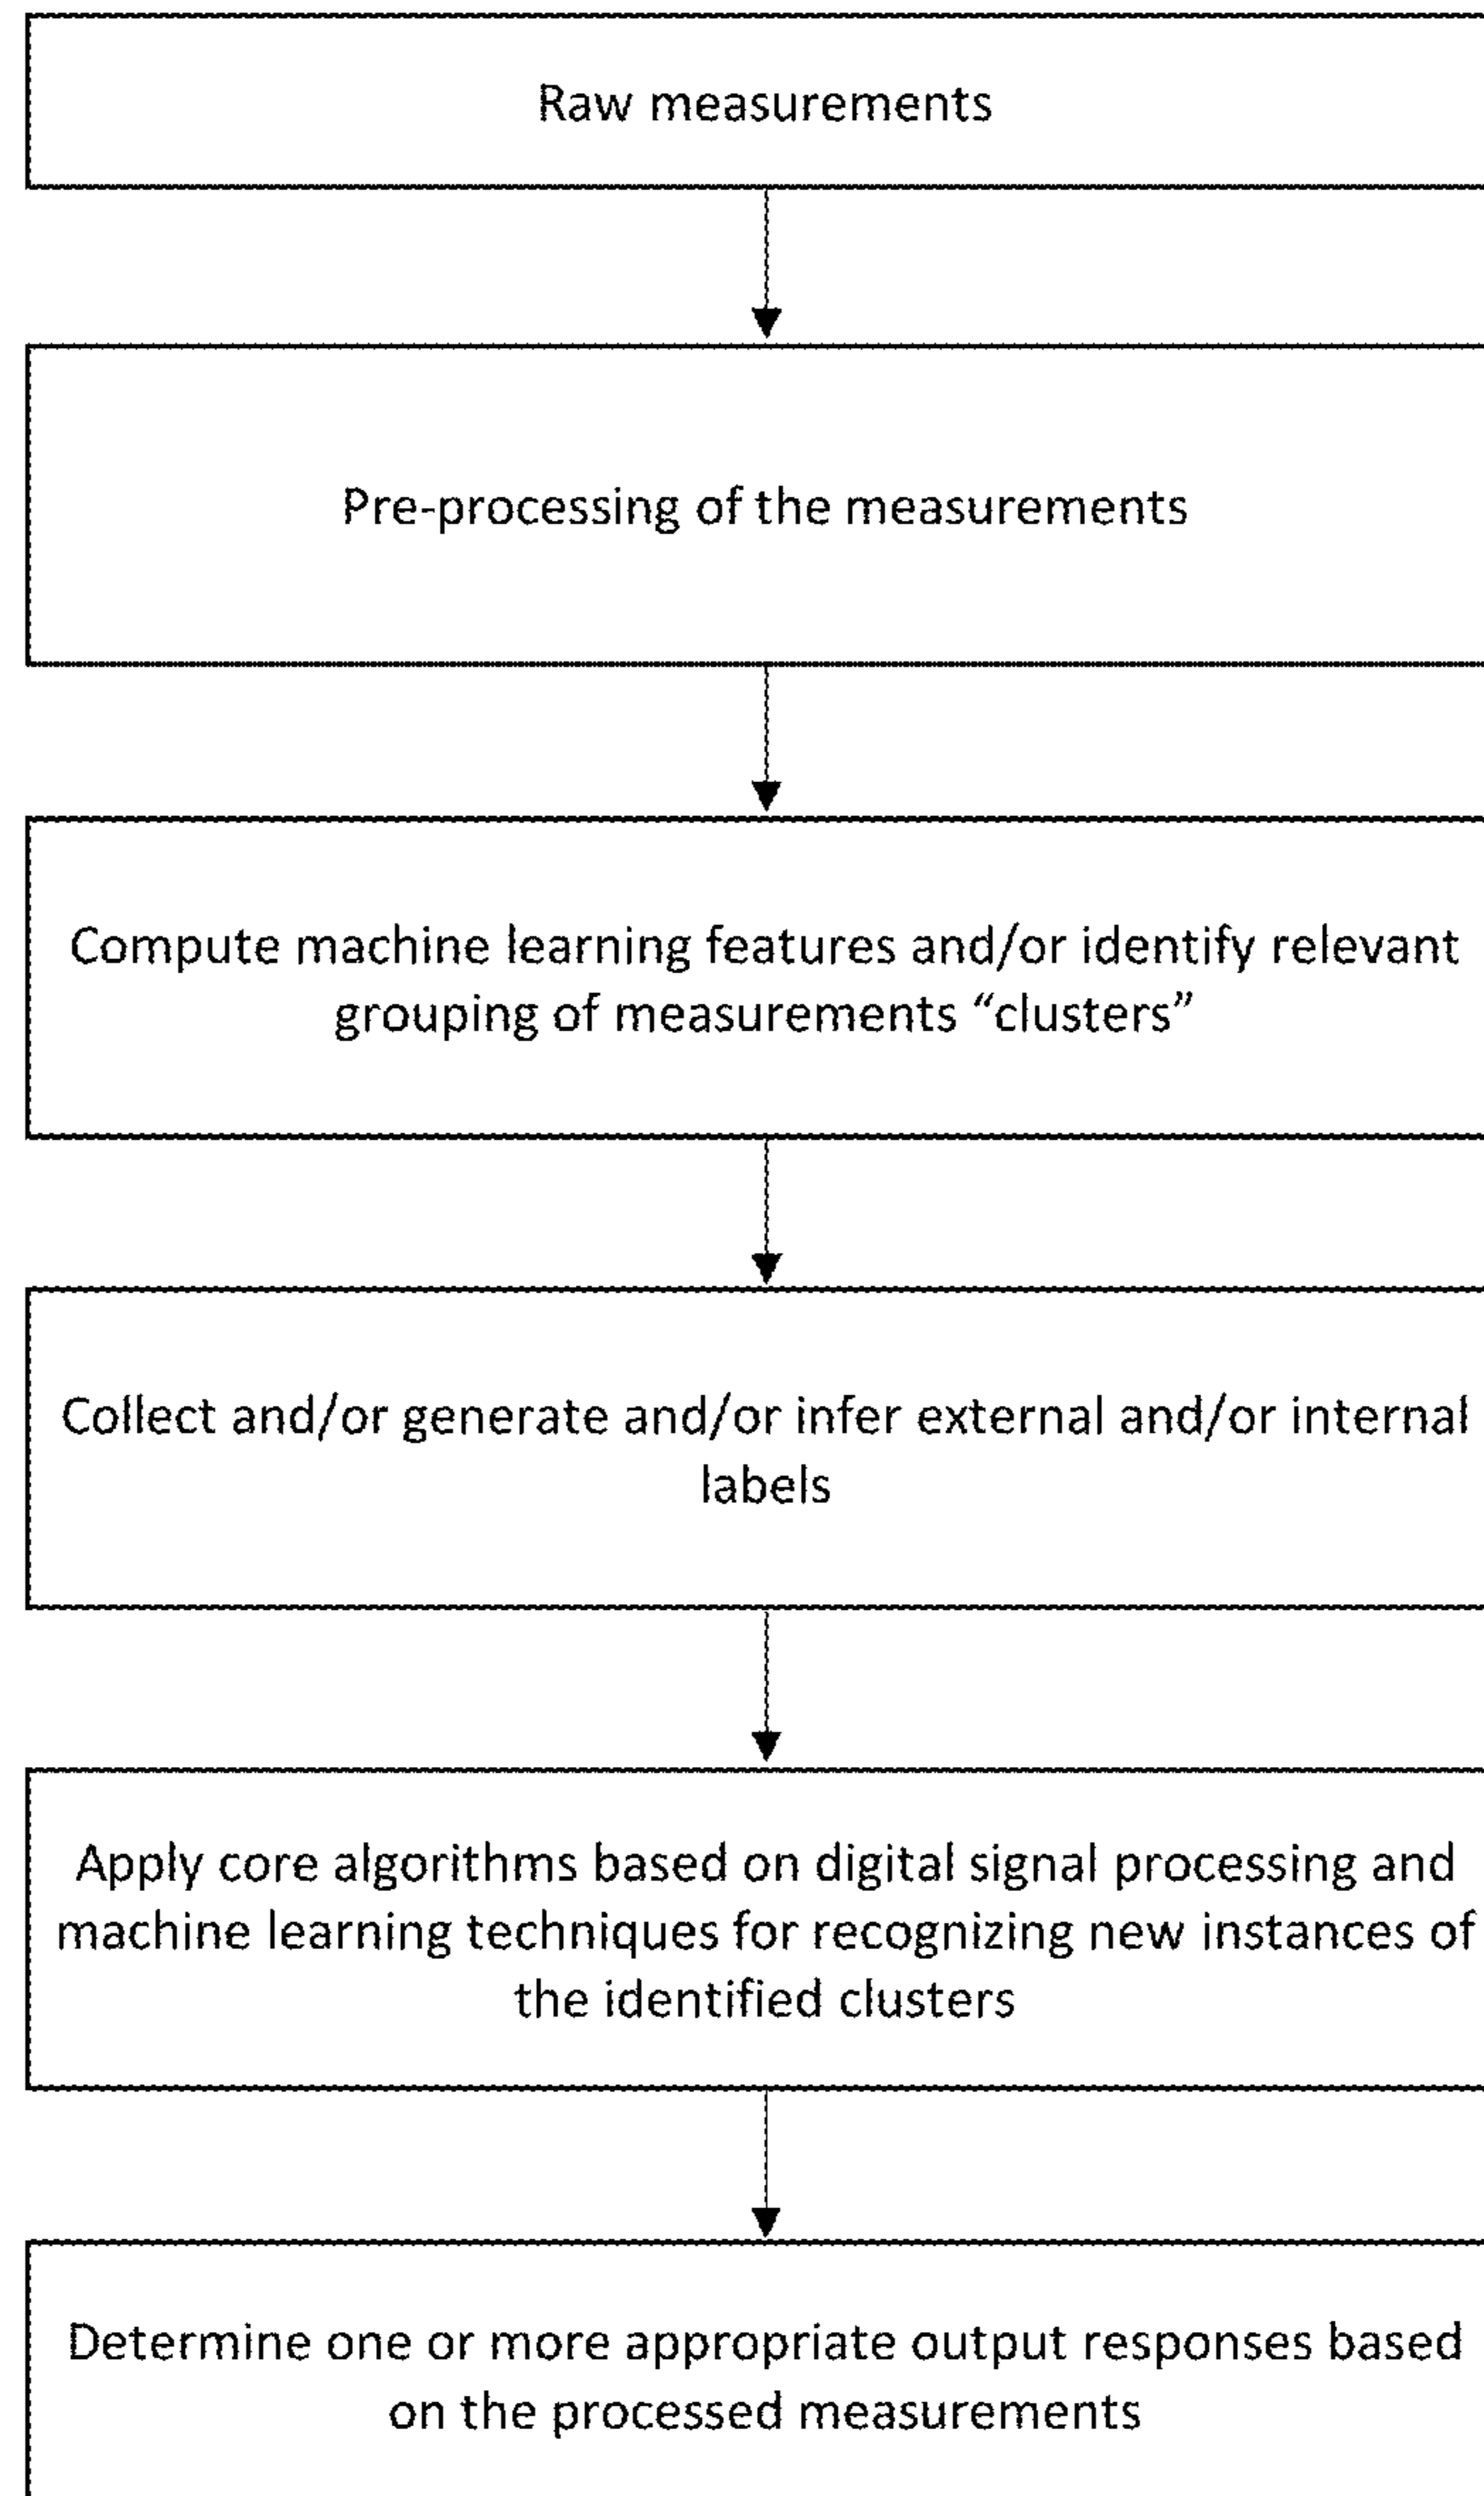 Raw measurements
Pre-processing of the measurements
Compute machine learning features and/or identify relevant
grouping of measurements “clusters”
Collect and/or generate and/or infer external and/or internal
labels
Apply core algorithms based on digital signal processing and
machine learning techniques for recognizing new instances of
the identified clusters
Determine one or more appropriate output responses based
on the processed measurements